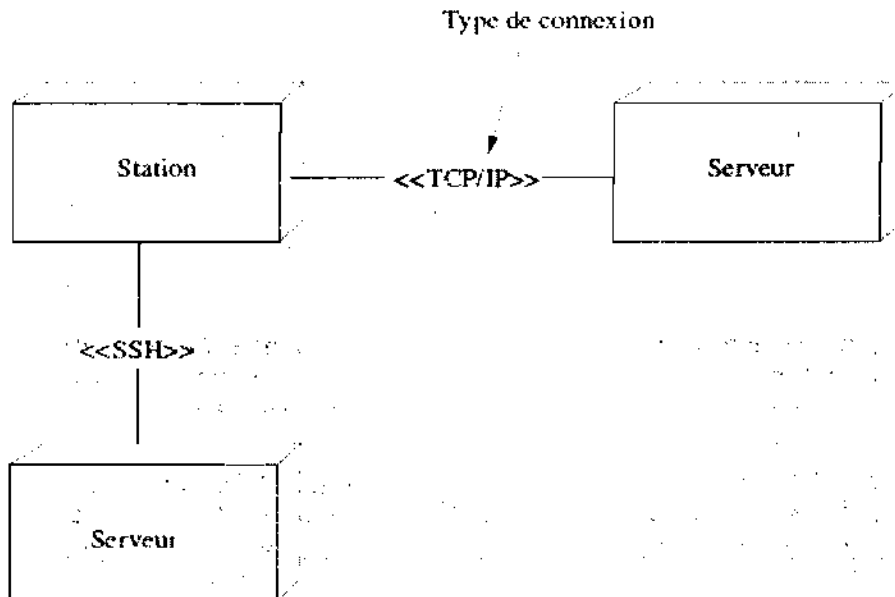 Type de connexion
Station
<<TCP/IP>>
Serveur
<<SSH>>
Serveur